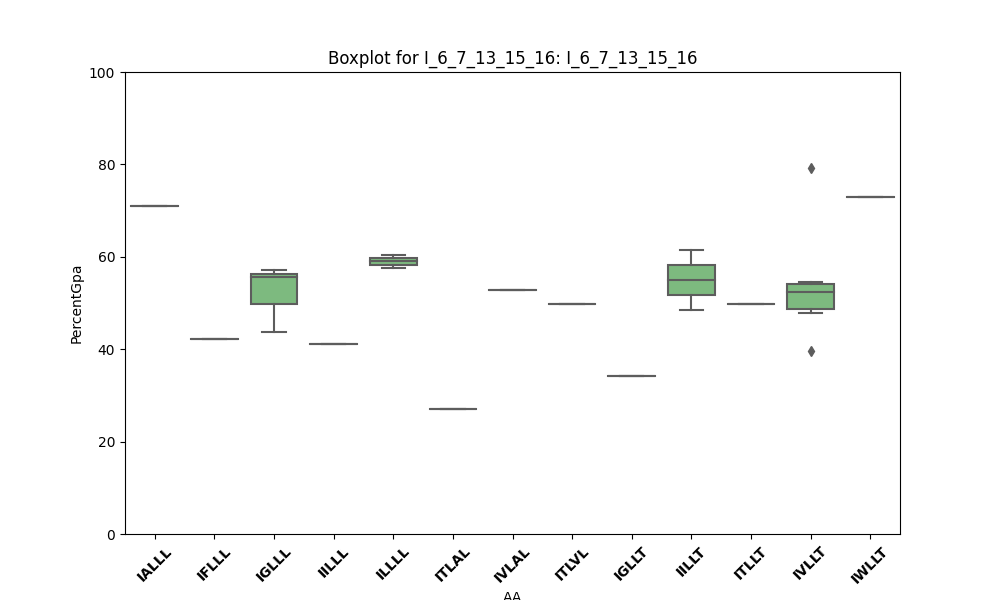 Boxplot for I_6_7_13_15_16: I_6_7_13_15_16
100
80
60
40
20
0
PercentGpa
IALLL IFLLL IGLLL IILLL ILLLL ITLAL IVLAL ITLVL IGLLT IILLT ITLLT IVLLT IWLLT
AA